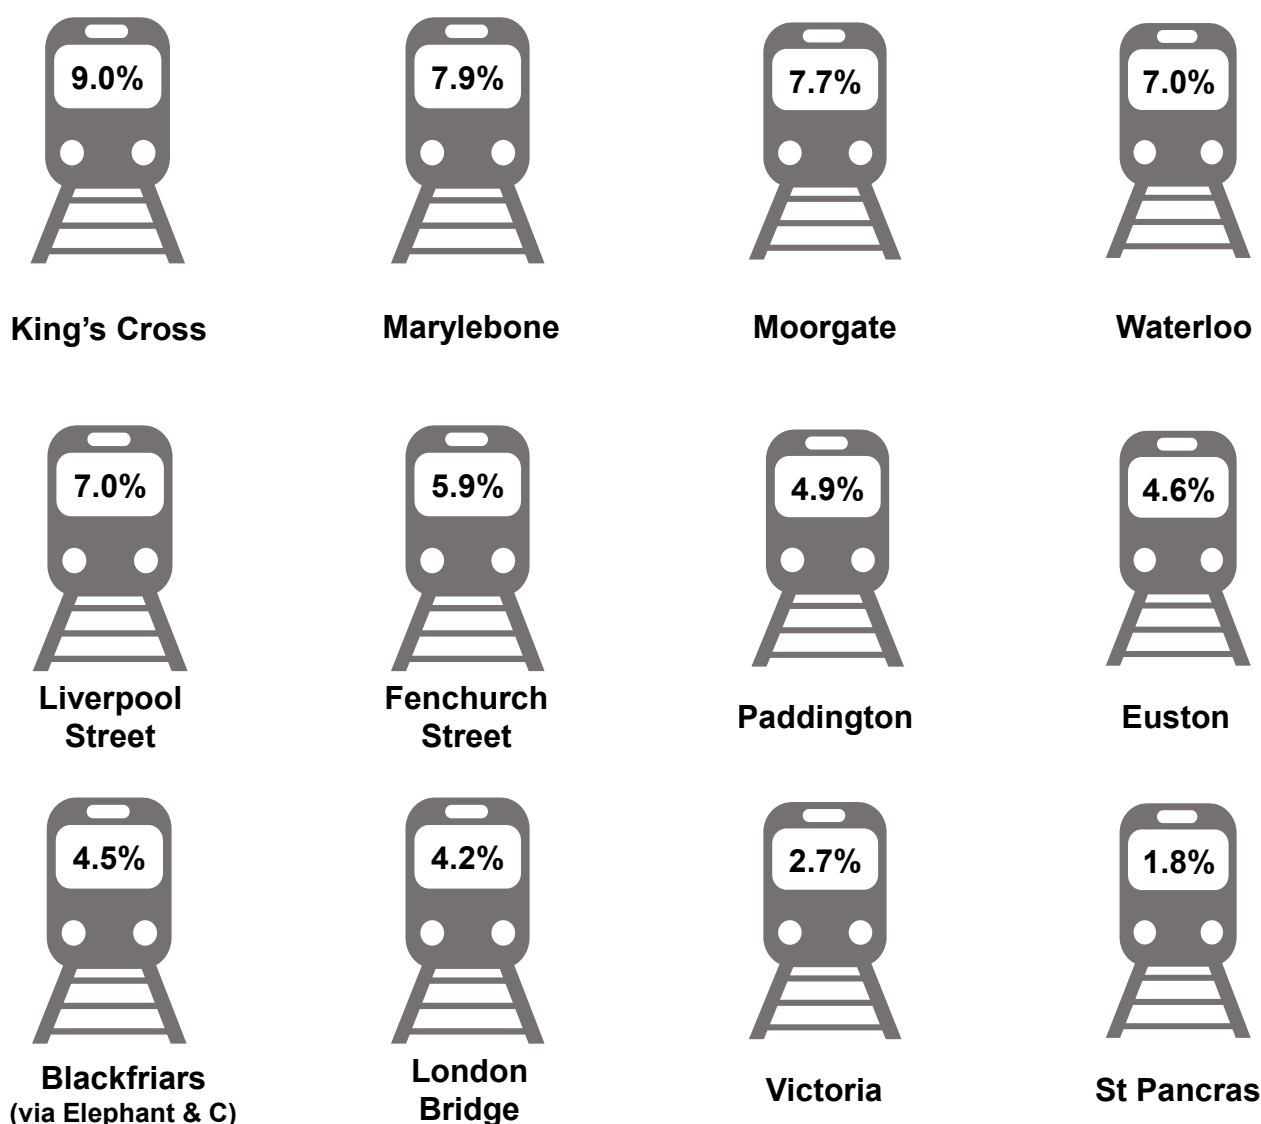 9.0%
7.9%
7.7%
7.0%
King's Cross
Marylebone
Moorgate
Waterloo
7.0%
5.9%
4.9%
4.6%
Liverpool
Street
Fenchurch
Street
Paddington
Euston
4.5%
4.2%
2.7%
1.8%
Blackfriars
(via Elephant & C)
London
Bridge
Victoria
St Pancras